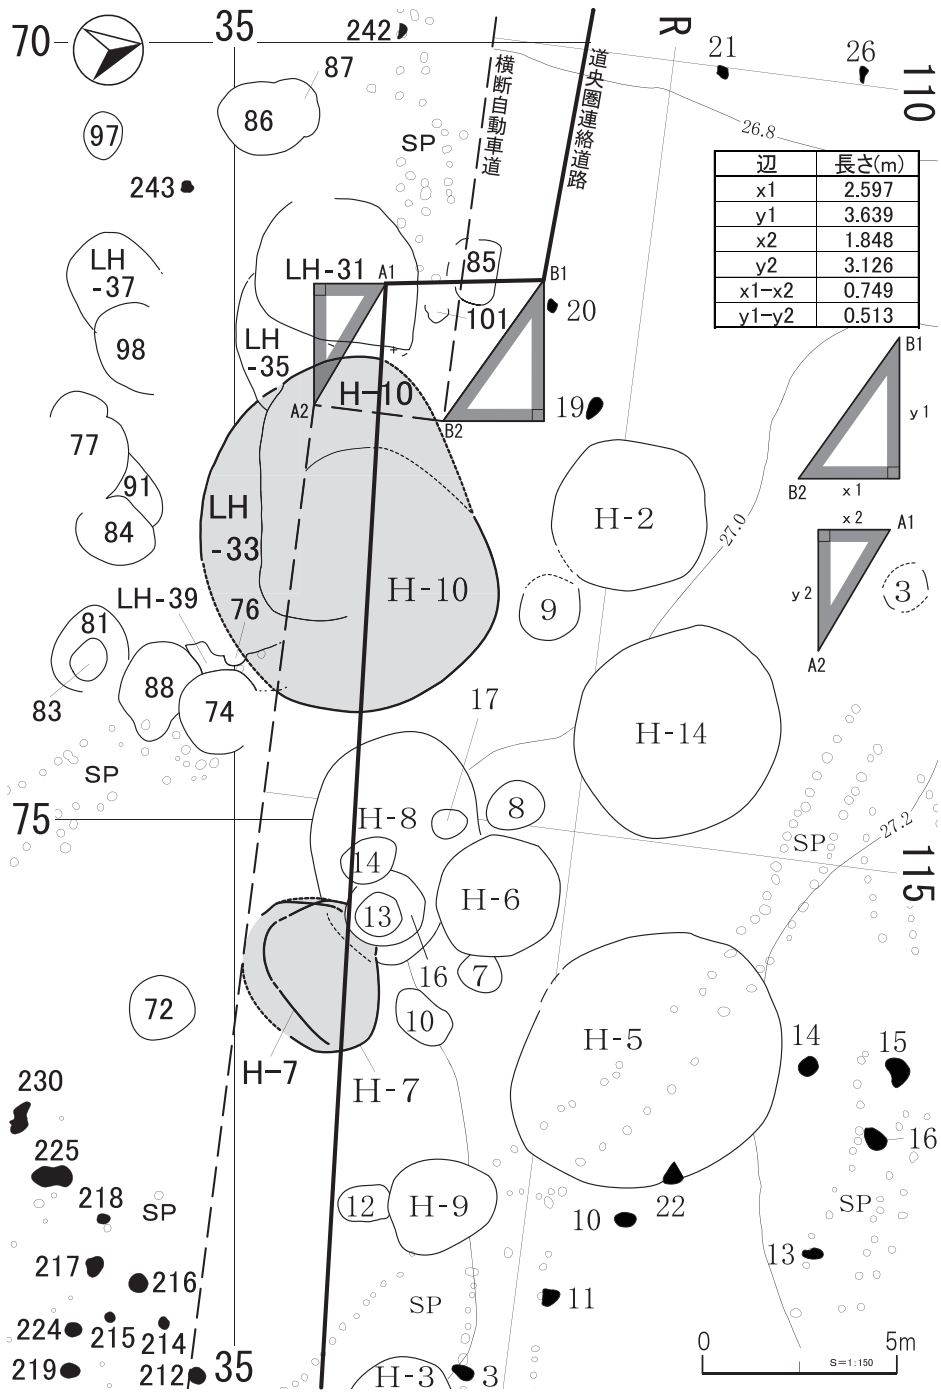 70
35
242
R
21
26
110
87
86
97
SP
横断自動車道
道央圏連絡道路
26.8
243
辺 長さ(m)
x1 2.597
y1 3.639
x2 1.848
y2 3.126
x1-x2 0.749
y1-y2 0.513
LH
-37
LH-31
A1
85
B1
101
20
98
LH
-35
H-10
A2
B2
19
B1
y1
B2
x1
x2
A1
y2
A2
3
77
91
84
LH
-33
H-2
27.0
H-10
9
LH-39
76
81
83
88
74
17
H-14
SP
75
H-8
8
14
SP
27.2
115
13
H-6
16
7
72
10
H-5
14
15
H-7
H-7
230
16
225
218
SP
12
H-9
22
10
SP
217
216
13
11
SP
224
215
214
219
212
35
H-3
3
0
5m
S=1:150